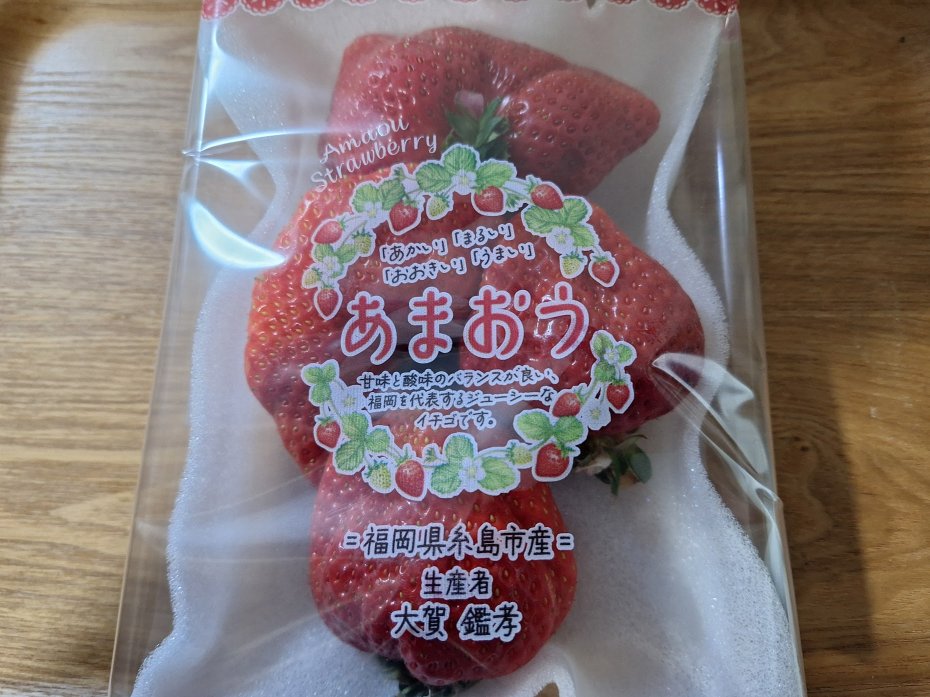 Amaou
Strawberry
「あかい」「まるい」
「おおきい」「うまい」
あまおう
甘味と酸味のバランスが良い、
福岡を代表するジューシーな
イチゴです。
=福岡県糸島市産=
生産者
大賀 鑑孝